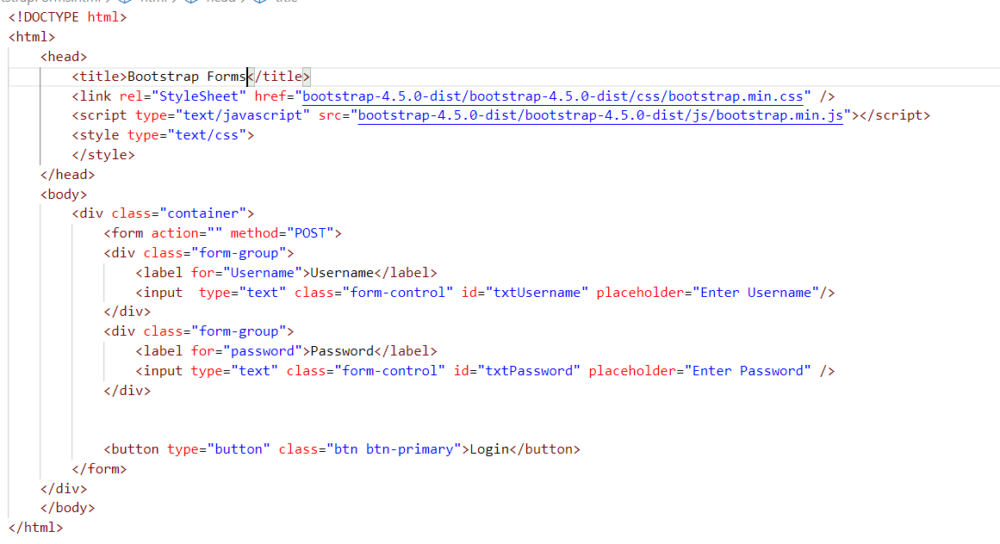 <!DOCTYPE html>
<html>
<head>
<title>Bootstrap Forms</title>
<link rel="StyleSheet" href="bootstrap-4.5.0-dist/bootstrap-4.5.0-dist/css/bootstrap.min.css" />
<script type="text/javascript" src="bootstrap-4.5.0-dist/bootstrap-4.5.0-dist/js/bootstrap.min.js"></script>
<style type="text/css">
</style>
</head>
<body>
<div class="container">
<form action="" method="POST">
<div class="form-group">
<label for="Username">Username</label>
<input  type="text" class="form-control" id="txtUsername" placeholder="Enter Username"/>
</div>
<div class="form-group">
<label for="password">Password</label>
<input type="text" class="form-control" id="txtPassword" placeholder="Enter Password" />
</div>
<button type="button" class="btn btn-primary">Login</button>
</form>
</div>
</body>
</html>